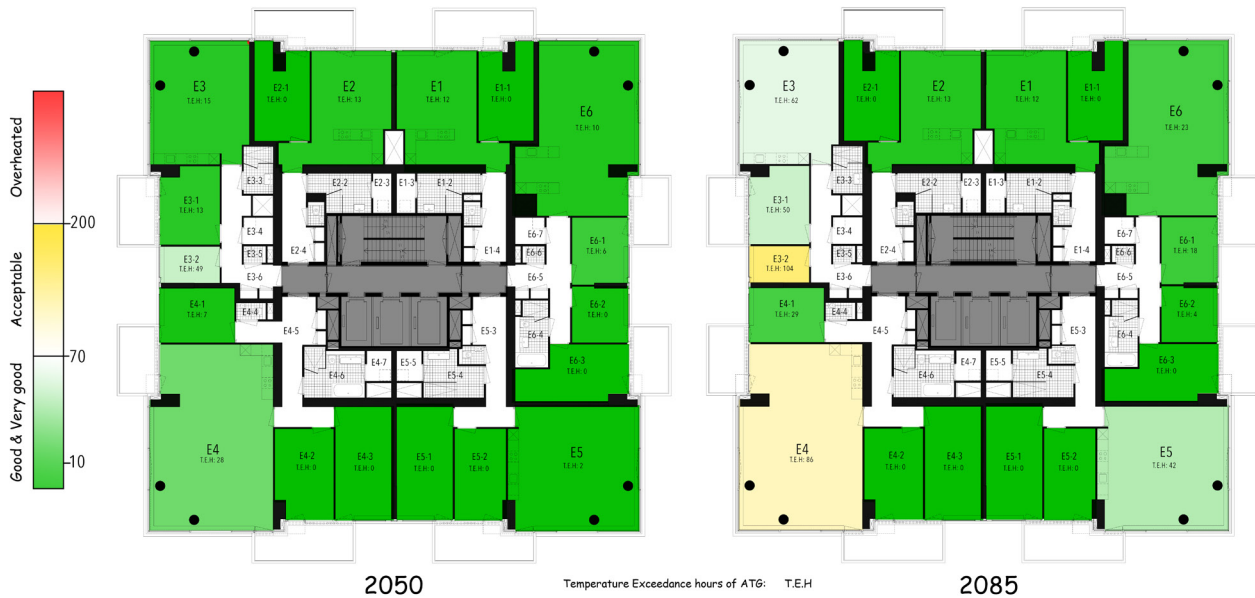 Overheated
200
Acceptable
70
Good & Very good
10
E3
T.E.H: 15
E2-1
T.E.H: 0
E2
T.E.H: 13
E1
T.E.H: 12
E1-1
T.E.H: 0
E6
T.E.H: 10
E3-3
E2-2
E2-3
E1-3
E1-2
E3-1
T.E.H: 13
E3-4
E2-4
E1-4
E6-7
E6-6
E6-1
T.E.H: 6
E3-2
T.E.H: 49
E3-5
E3-6
E6-5
E4-1
T.E.H: 7
E4-4
E4-5
E5-3
E6-2
T.E.H: 0
E6-4
E6-3
T.E.H: 0
E4-6
E4-7
E5-5
E5-4
E4
T.E.H: 28
E4-2
T.E.H: 0
E4-3
T.E.H: 0
E5-1
T.E.H: 0
E5-2
T.E.H: 0
E5
T.E.H: 2
2050
E3
T.E.H: 62
E2-1
T.E.H: 0
E2
T.E.H: 13
E1
T.E.H: 12
E1-1
T.E.H: 0
E6
T.E.H: 23
E3-3
E2-2
E2-3
E1-3
E1-2
E3-1
T.E.H: 50
E3-4
E2-4
E1-4
E6-7
E6-6
E6-1
T.E.H: 18
E3-2
T.E.H: 104
E3-5
E3-6
E6-5
E4-1
T.E.H: 29
E4-4
E4-5
E5-3
E6-2
T.E.H: 4
E6-4
E6-3
T.E.H: 0
E4-6
E4-7
E5-5
E5-4
E4
T.E.H: 86
E4-2
T.E.H: 0
E4-3
T.E.H: 0
E5-1
T.E.H: 0
E5-2
T.E.H: 0
E5
T.E.H: 42
2085
Temperature Exceedance hours of ATG: T.E.H